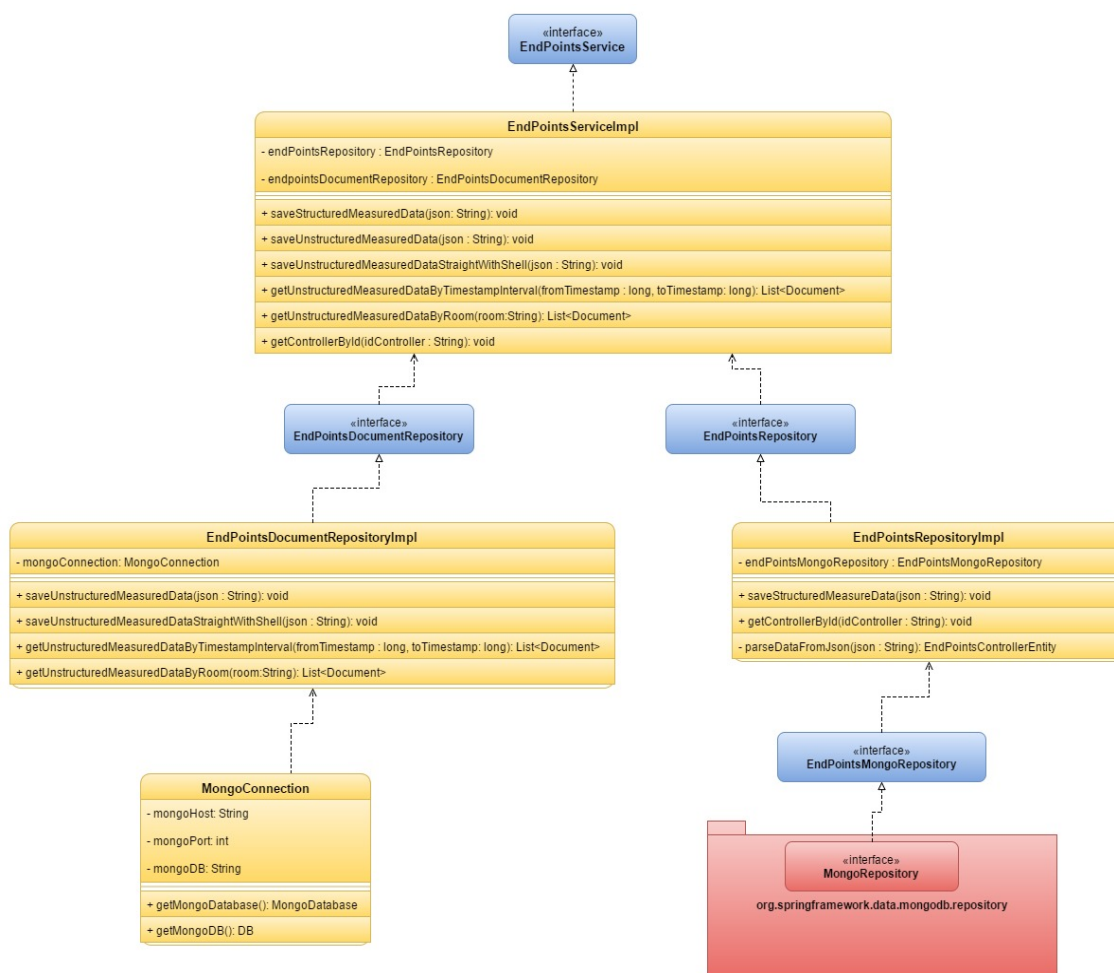 «interface»
EndPointsService
EndPointsServiceImpl
- endPointsRepository : EndPointsRepository
- endpointsDocumentRepository : EndPointsDocumentRepository
+ saveStructuredMeasuredData(json: String): void
+ saveUnstructuredMeasuredData(json : String): void
+ saveUnstructuredMeasuredDataStraightWithShell(json : String): void
+ getUnstructuredMeasuredDataByTimestampInterval(fromTimestamp : long, toTimestamp: long): List<Document>
+ getUnstructuredMeasuredDataByRoom(room:String): List<Document>
+ getControllerById(idController : String): void
«interface»
EndPointsDocumentRepository
«interface»
EndPointsRepository
EndPointsDocumentRepositoryImpl
- mongoConnection: MongoConnection
+ saveUnstructuredMeasuredData(json : String): void
+ saveUnstructuredMeasuredDataStraightWithShell(json : String): void
+ getUnstructuredMeasuredDataByTimestampInterval(fromTimestamp : long, toTimestamp: long): List<Document>
+ getUnstructuredMeasuredDataByRoom(room:String): List<Document>
EndPointsRepositoryImpl
- endPointsMongoRepository : EndPointsMongoRepository
+ saveStructuredMeasureData(json : String): void
+ getControllerById(idController : String): void
- parseDataFromJson(json : String): EndPointsControllerEntity
MongoConnection
- mongoHost: String
- mongoPort: int
- mongoDB: String
+ getMongoDatabase(): MongoDatabase
+ getMongoDB(): DB
«interface»
EndPointsMongoRepository
«interface»
MongoRepository
org.springframework.data.mongodb.repository